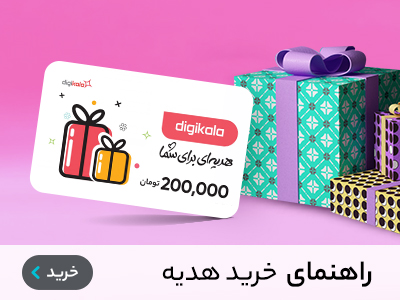 digikala
digikala
هدیه‌ای برای شما
200,000 تومان
راهنمای خرید هدیه
خرید